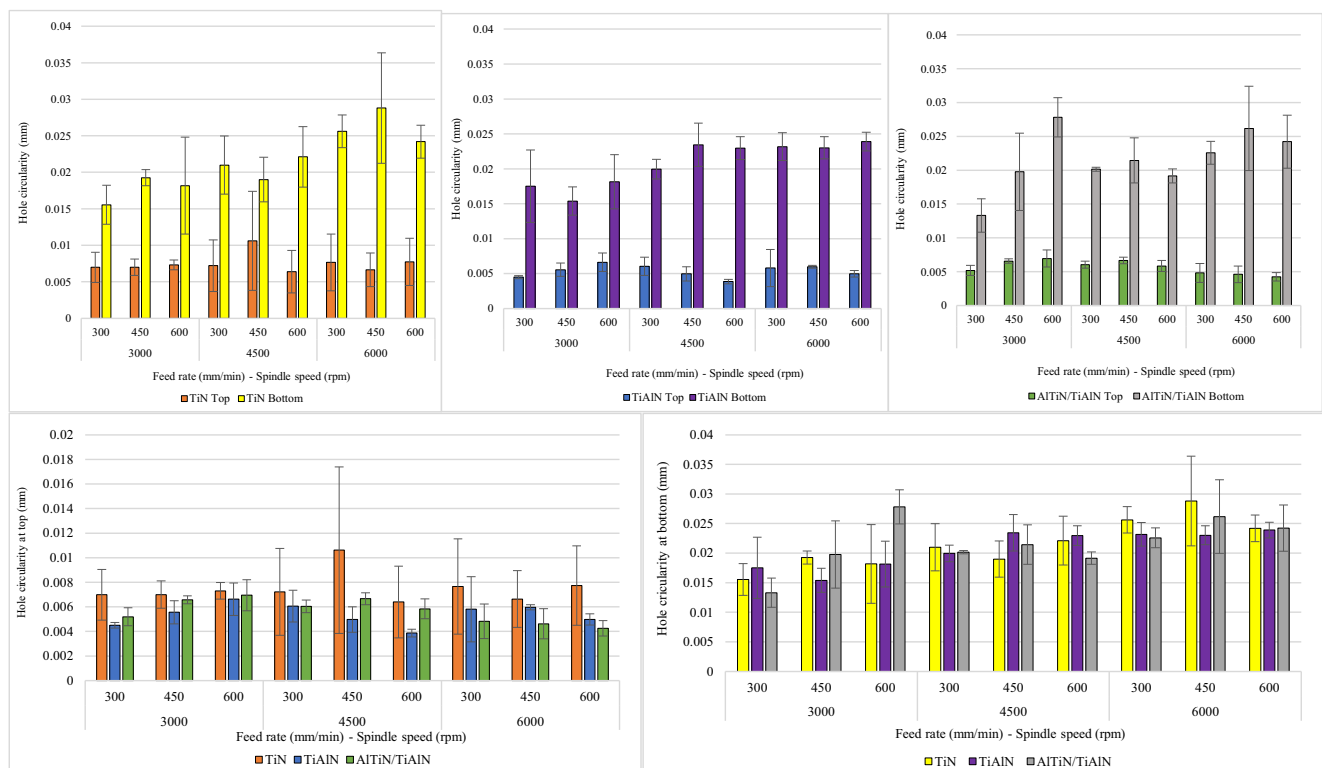 0.04
0.035
0.03
0.025
0.02
0.015
0.01
0.005
0
Hole circularity (mm)
300 450 600 300 450 600 300 450 600
3000 4500 6000
Feed rate (mm/min) - Spindle speed (rpm)
TiN Top TiN Bottom
0.04
0.035
0.03
0.025
0.02
0.015
0.01
0.005
0
Hole circularity (mm)
300 450 600 300 450 600 300 450 600
3000 4500 6000
Feed rate (mm/min) - Spindle speed (rpm)
TiAlN Top TiAlN Bottom
0.04
0.035
0.03
0.025
0.02
0.015
0.01
0.005
0
Hole circularity (mm)
300 450 600 300 450 600 300 450 600
3000 4500 6000
Feed rate (mm/min) - Spindle speed (rpm)
AlTiN/TiAlN Top AlTiN/TiAlN Bottom
0.02
0.018
0.016
0.014
0.012
0.01
0.008
0.006
0.004
0.002
0
Hole circularity at top (mm)
300 450 600 300 450 600 300 450 600
3000 4500 6000
Feed rate (mm/min) - Spindle speed (rpm)
TiN TiAlN AlTiN/TiAlN
0.04
0.035
0.03
0.025
0.02
0.015
0.01
0.005
0
Hole cricularity at bottom (mm)
300 450 600 300 450 600 300 450 600
3000 4500 6000
Feed rate (mm/min) - Spindle speed (rpm)
TiN TiAlN AlTiN/TiAlN